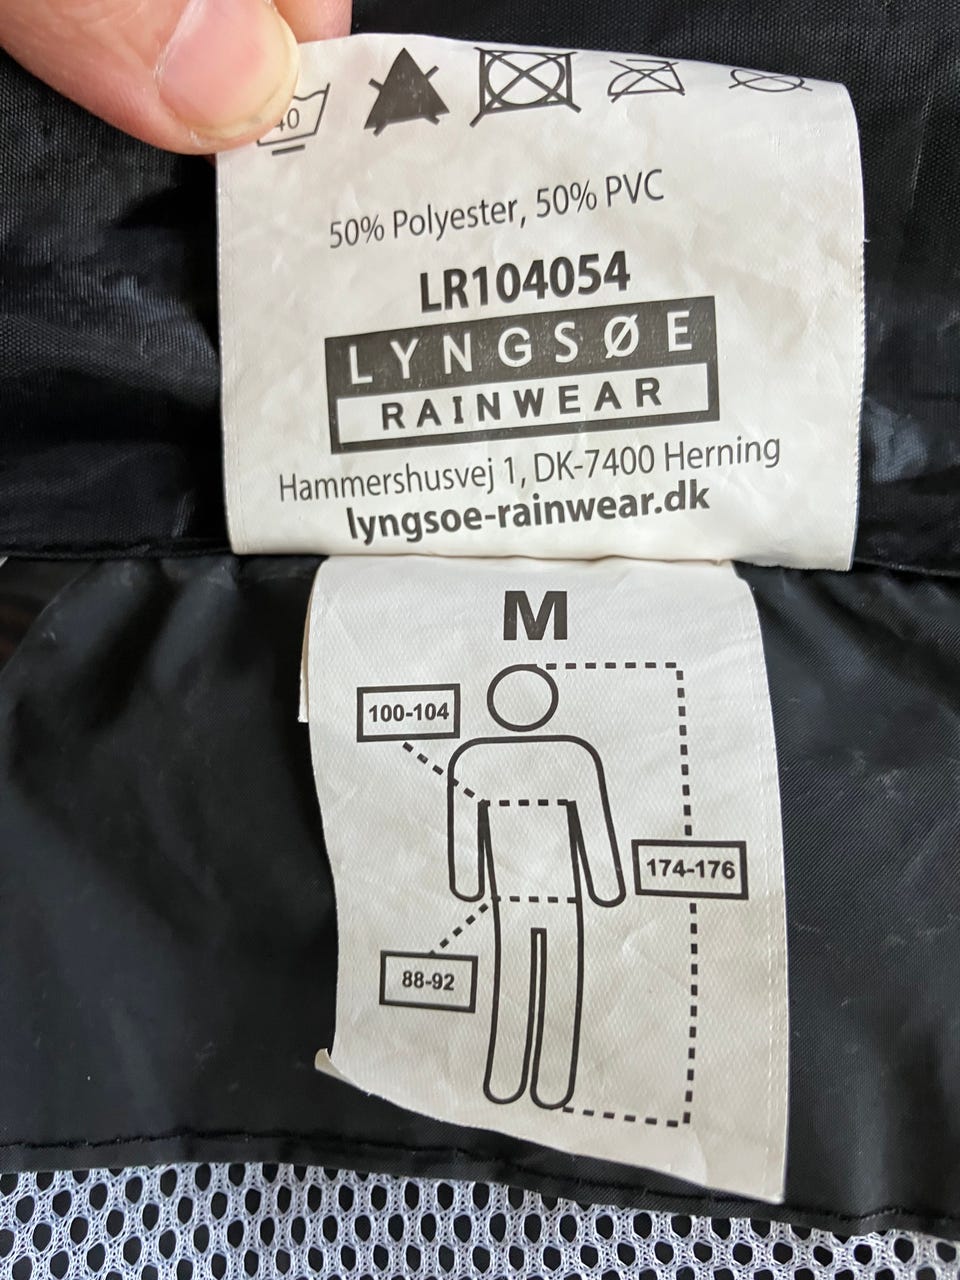 40
50% Polyester, 50% PVC
LR104054
LYNGSØE
RAINWEAR
Hammershusvej 1, DK-7400 Herning
lyngsoe-rainwear.dk
M
100-104
174-176
88-92